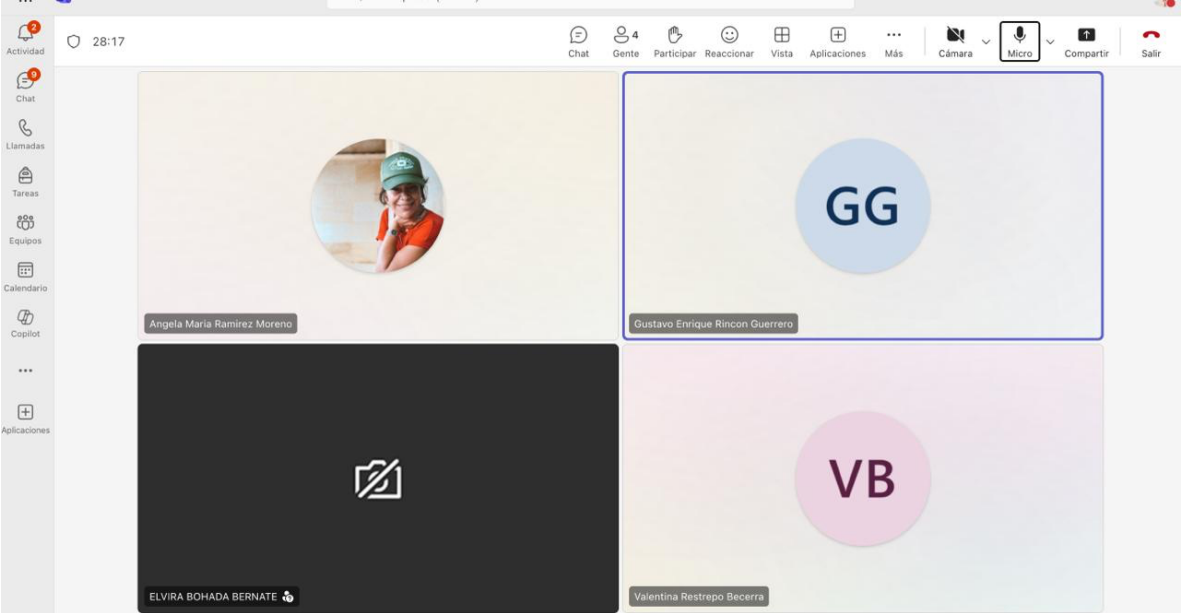 2
Actividad
28:17
Chat
4
Gente
Participar
Reaccionar
Vista
Aplicaciones
Más
Cámara
Micro
Compartir
Salir
9
Chat
Llamadas
Tareas
Equipos
Calendario
Copilot
Aplicaciones
GG
Angela Maria Ramirez Moreno
Gustavo Enrique Rincon Guerrero
VB
ELVIRA BOHADA BERNATE
Valentina Restrepo Becerra